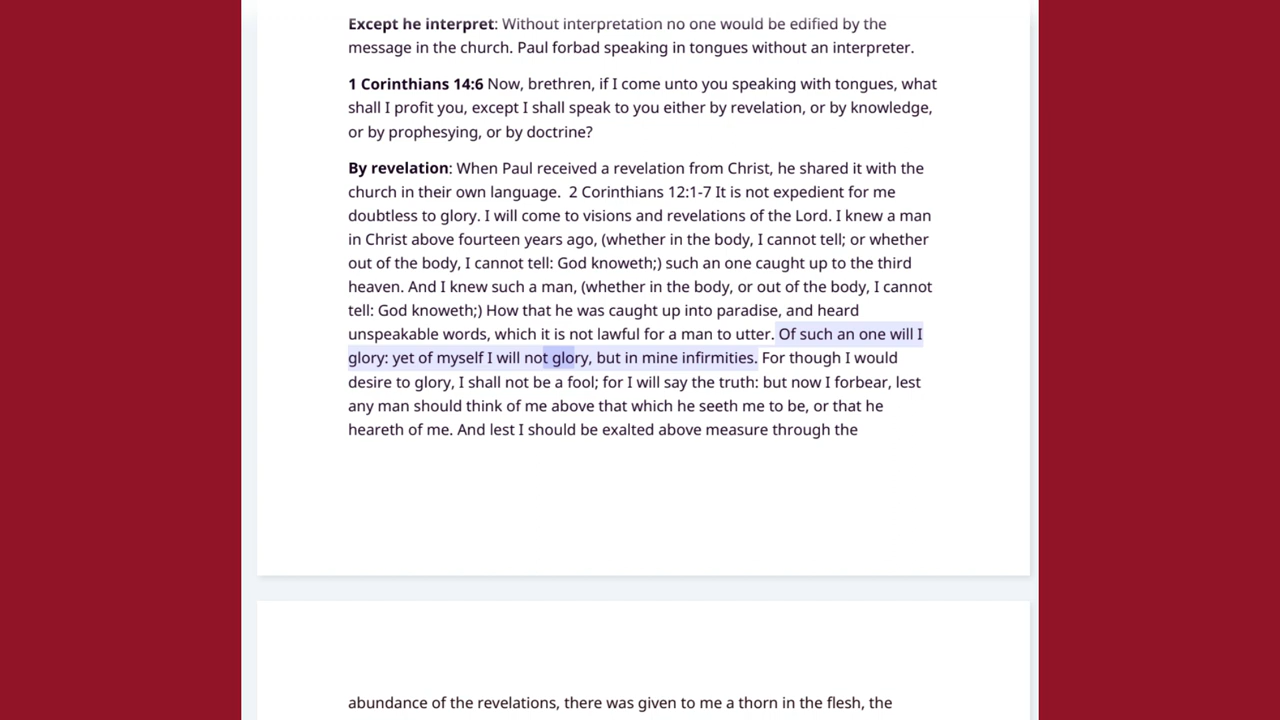 Except he interpret: Without interpretation no one would be edified by the
message in the church. Paul forbad speaking in tongues without an interpreter.
1 Corinthians 14:6 Now, brethren, if I come unto you speaking with tongues, what
shall I profit you, except I shall speak to you either by revelation, or by knowledge,
or by prophesying, or by doctrine?
By revelation: When Paul received a revelation from Christ, he shared it with the
church in their own language.  2 Corinthians 12:1-7 It is not expedient for me
doubtless to glory. I will come to visions and revelations of the Lord. I knew a man
in Christ above fourteen years ago, (whether in the body, I cannot tell; or whether
out of the body, I cannot tell: God knoweth;) such an one caught up to the third
heaven. And I knew such a man, (whether in the body, or out of the body, I cannot
tell: God knoweth;) How that he was caught up into paradise, and heard
unspeakable words, which it is not lawful for a man to utter. Of such an one will I
glory: yet of myself I will not glory, but in mine infirmities. For though I would
desire to glory, I shall not be a fool; for I will say the truth: but now I forbear, lest
any man should think of me above that which he seeth me to be, or that he
heareth of me. And lest I should be exalted above measure through the
abundance of the revelations, there was given to me a thorn in the flesh, the